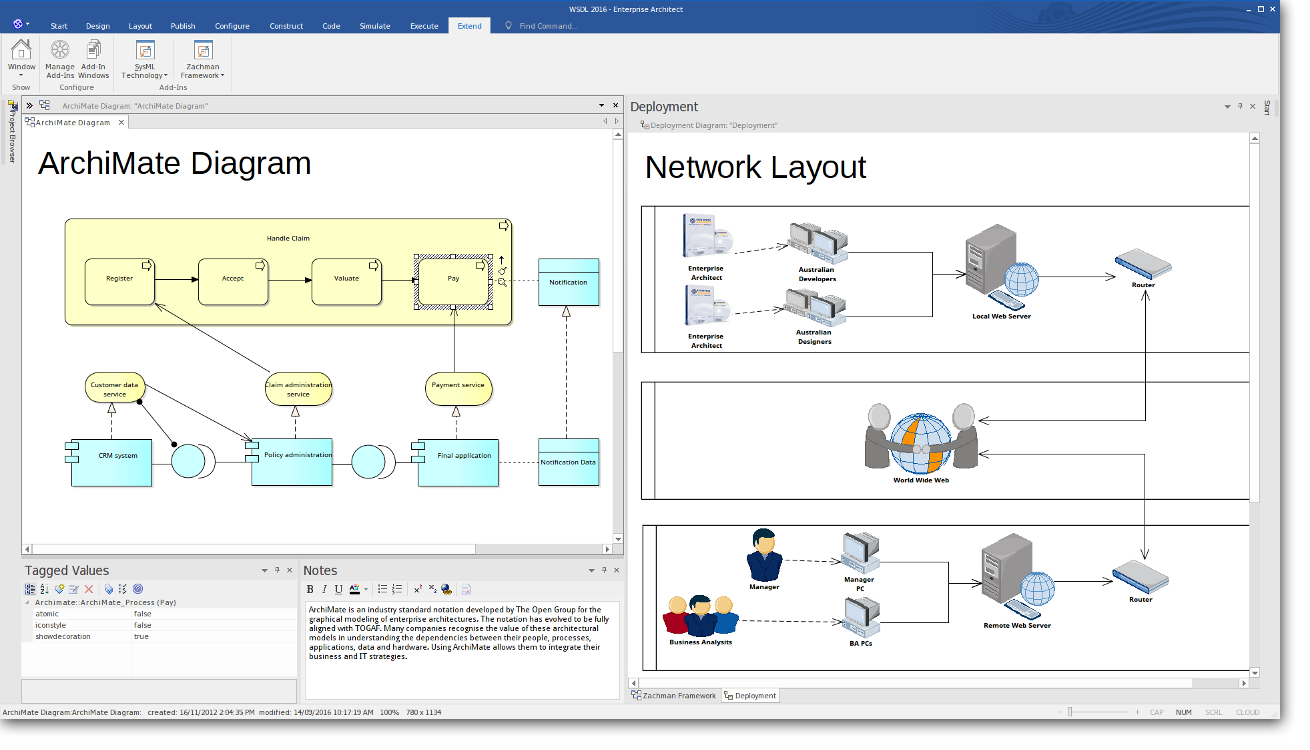 WSDL 2016 - Enterprise Architect
Start Design Layout Publish Configure Construct Code Simulate Execute Extend Find Command...
Window Manage Add-Ins Add-In Windows SysML Technology Zachman Framework
Show Configure Add-Ins
Project Browser
ArchiMate Diagram: "ArchiMate Diagram"
ArchiMate Diagram
ArchiMate Diagram
Handle Claim
Register Accept Valuate Pay
Notification
Customer data
service
Claim administration
service
Payment service
CRM system
Policy administration
Final application
Notification Data
Deployment
Start
Deployment Diagram: "Deployment"
Network Layout
Enterprise
Architect
Australian
Developers
Enterprise
Architect
Australian
Designers
Local Web Server
Router
World Wide Web
Manager
Manager
PC
Business Analysits
BA PCs
Remote Web Server
Router
Zachman Framework Deployment
Tagged Values
Archimate::ArchiMate_Process (Pay)
atomic false
iconstyle false
showdecoration true
Notes
B I U A
ArchiMate is an industry standard notation developed by The Open Group for the
graphical modeling of enterprise architectures. The notation has evolved to be fully
aligned with TOGAF. Many companies recognise the value of these architectural
models in understanding the dependencies between their people, processes,
applications, data and hardware. Using ArchiMate allows them to integrate their
business and IT strategies.
ArchiMate Diagram:ArchiMate Diagram: created: 16/11/2012 2:04:35 PM modified: 14/09/2016 10:17:19 AM 100% 780 x 1134
CAP NUM SCRL CLOUD